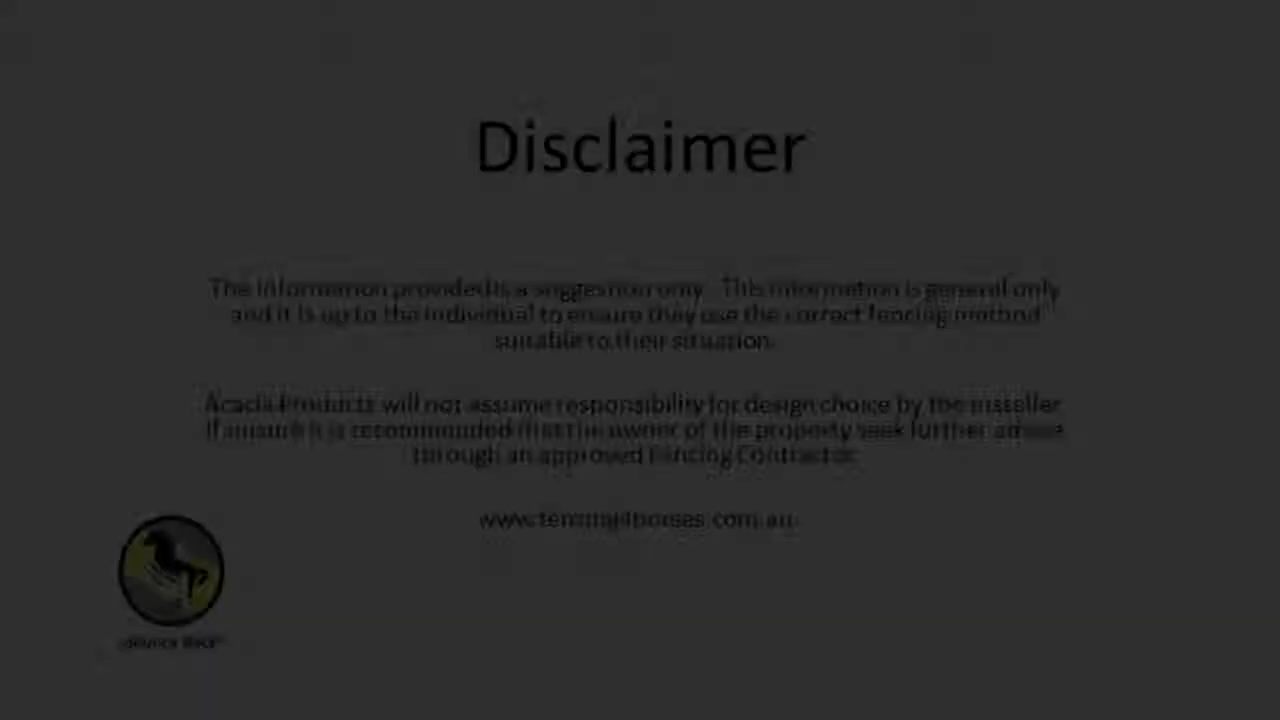 Disclaimer
The information provided is a suggestion only. This information is general only
and it is up to the individual to ensure they use the correct fencing method
suitable to their situation.
Acacia Products will not assume responsibility for design choice by the installer
If unsure it is recommended that the owner of the property seek further advice
through an approved Fencing Contractor